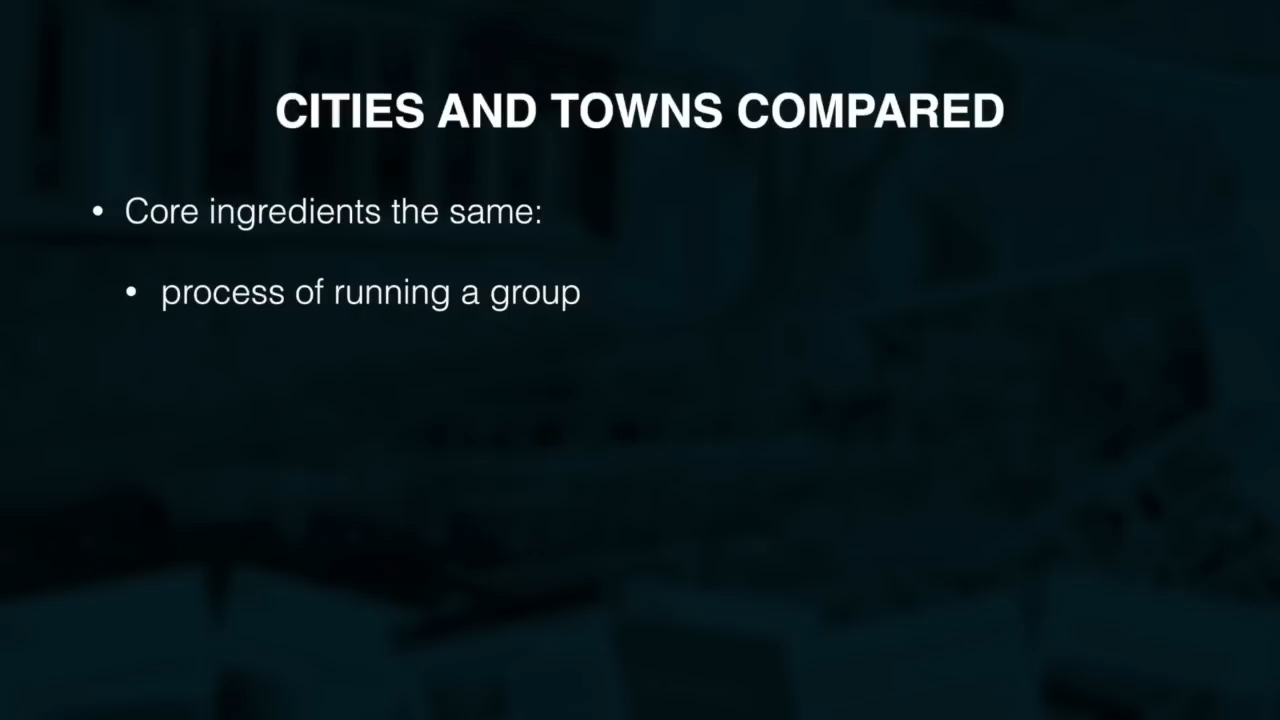 CITIES AND TOWNS COMPARED
• Core ingredients the same:
• process of running a group